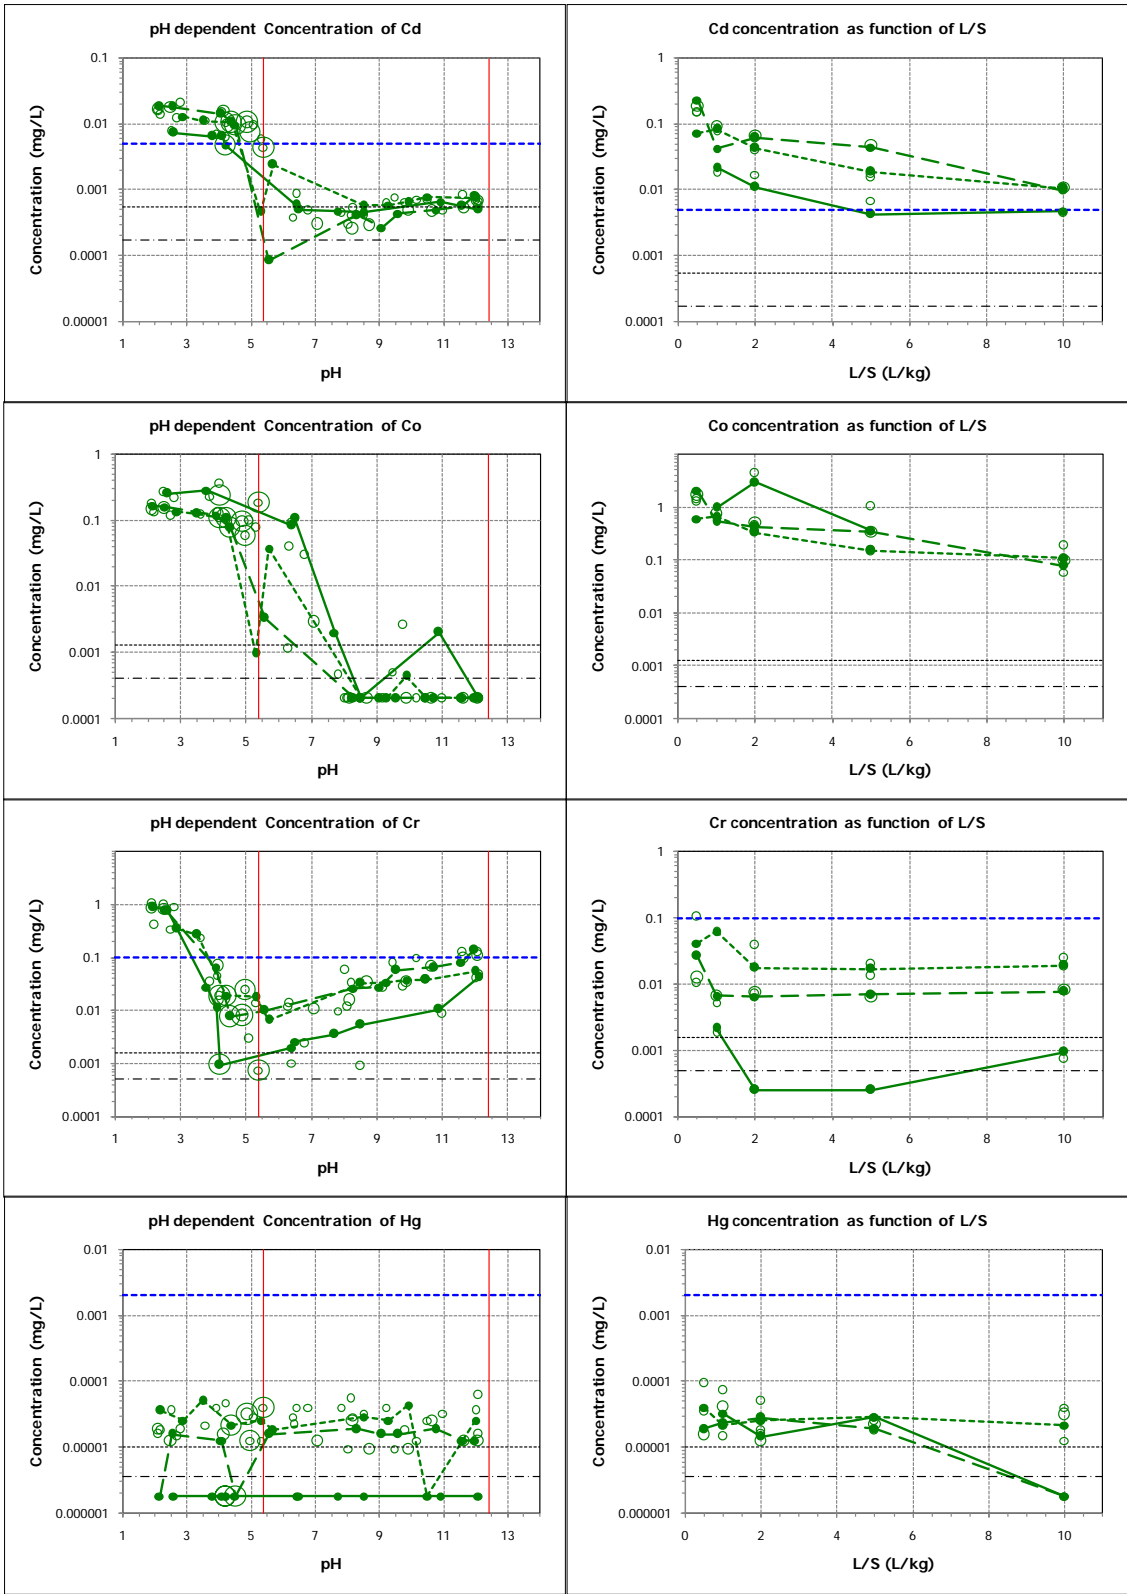 pH dependent Concentration of Cd
Concentration (mg/L)
0.1
0.01
0.001
0.0001
0.00001
1 3 5 7 9 11 13
pH
Cd concentration as function of L/S
Concentration (mg/L)
1
0.1
0.01
0.001
0.0001
0.0001
0 2 4 6 8 10
L/S (L/kg)
pH dependent Concentration of Co
Concentration (mg/L)
1
0.1
0.01
0.001
0.0001
1 3 5 7 9 11 13
pH
Co concentration as function of L/S
Concentration (mg/L)
1
0.1
0.01
0.001
0.0001
0 2 4 6 8 10
L/S (L/kg)
pH dependent Concentration of Cr
Concentration (mg/L)
1
0.1
0.01
0.001
0.0001
1 3 5 7 9 11 13
pH
Cr concentration as function of L/S
Concentration (mg/L)
1
0.1
0.01
0.001
0.0001
0 2 4 6 8 10
L/S (L/kg)
pH dependent Concentration of Hg
Concentration (mg/L)
0.01
0.001
0.0001
0.00001
0.000001
1 3 5 7 9 11 13
pH
Hg concentration as function of L/S
Concentration (mg/L)
0.01
0.001
0.0001
0.00001
0.000001
0 2 4 6 8 10
L/S (L/kg)